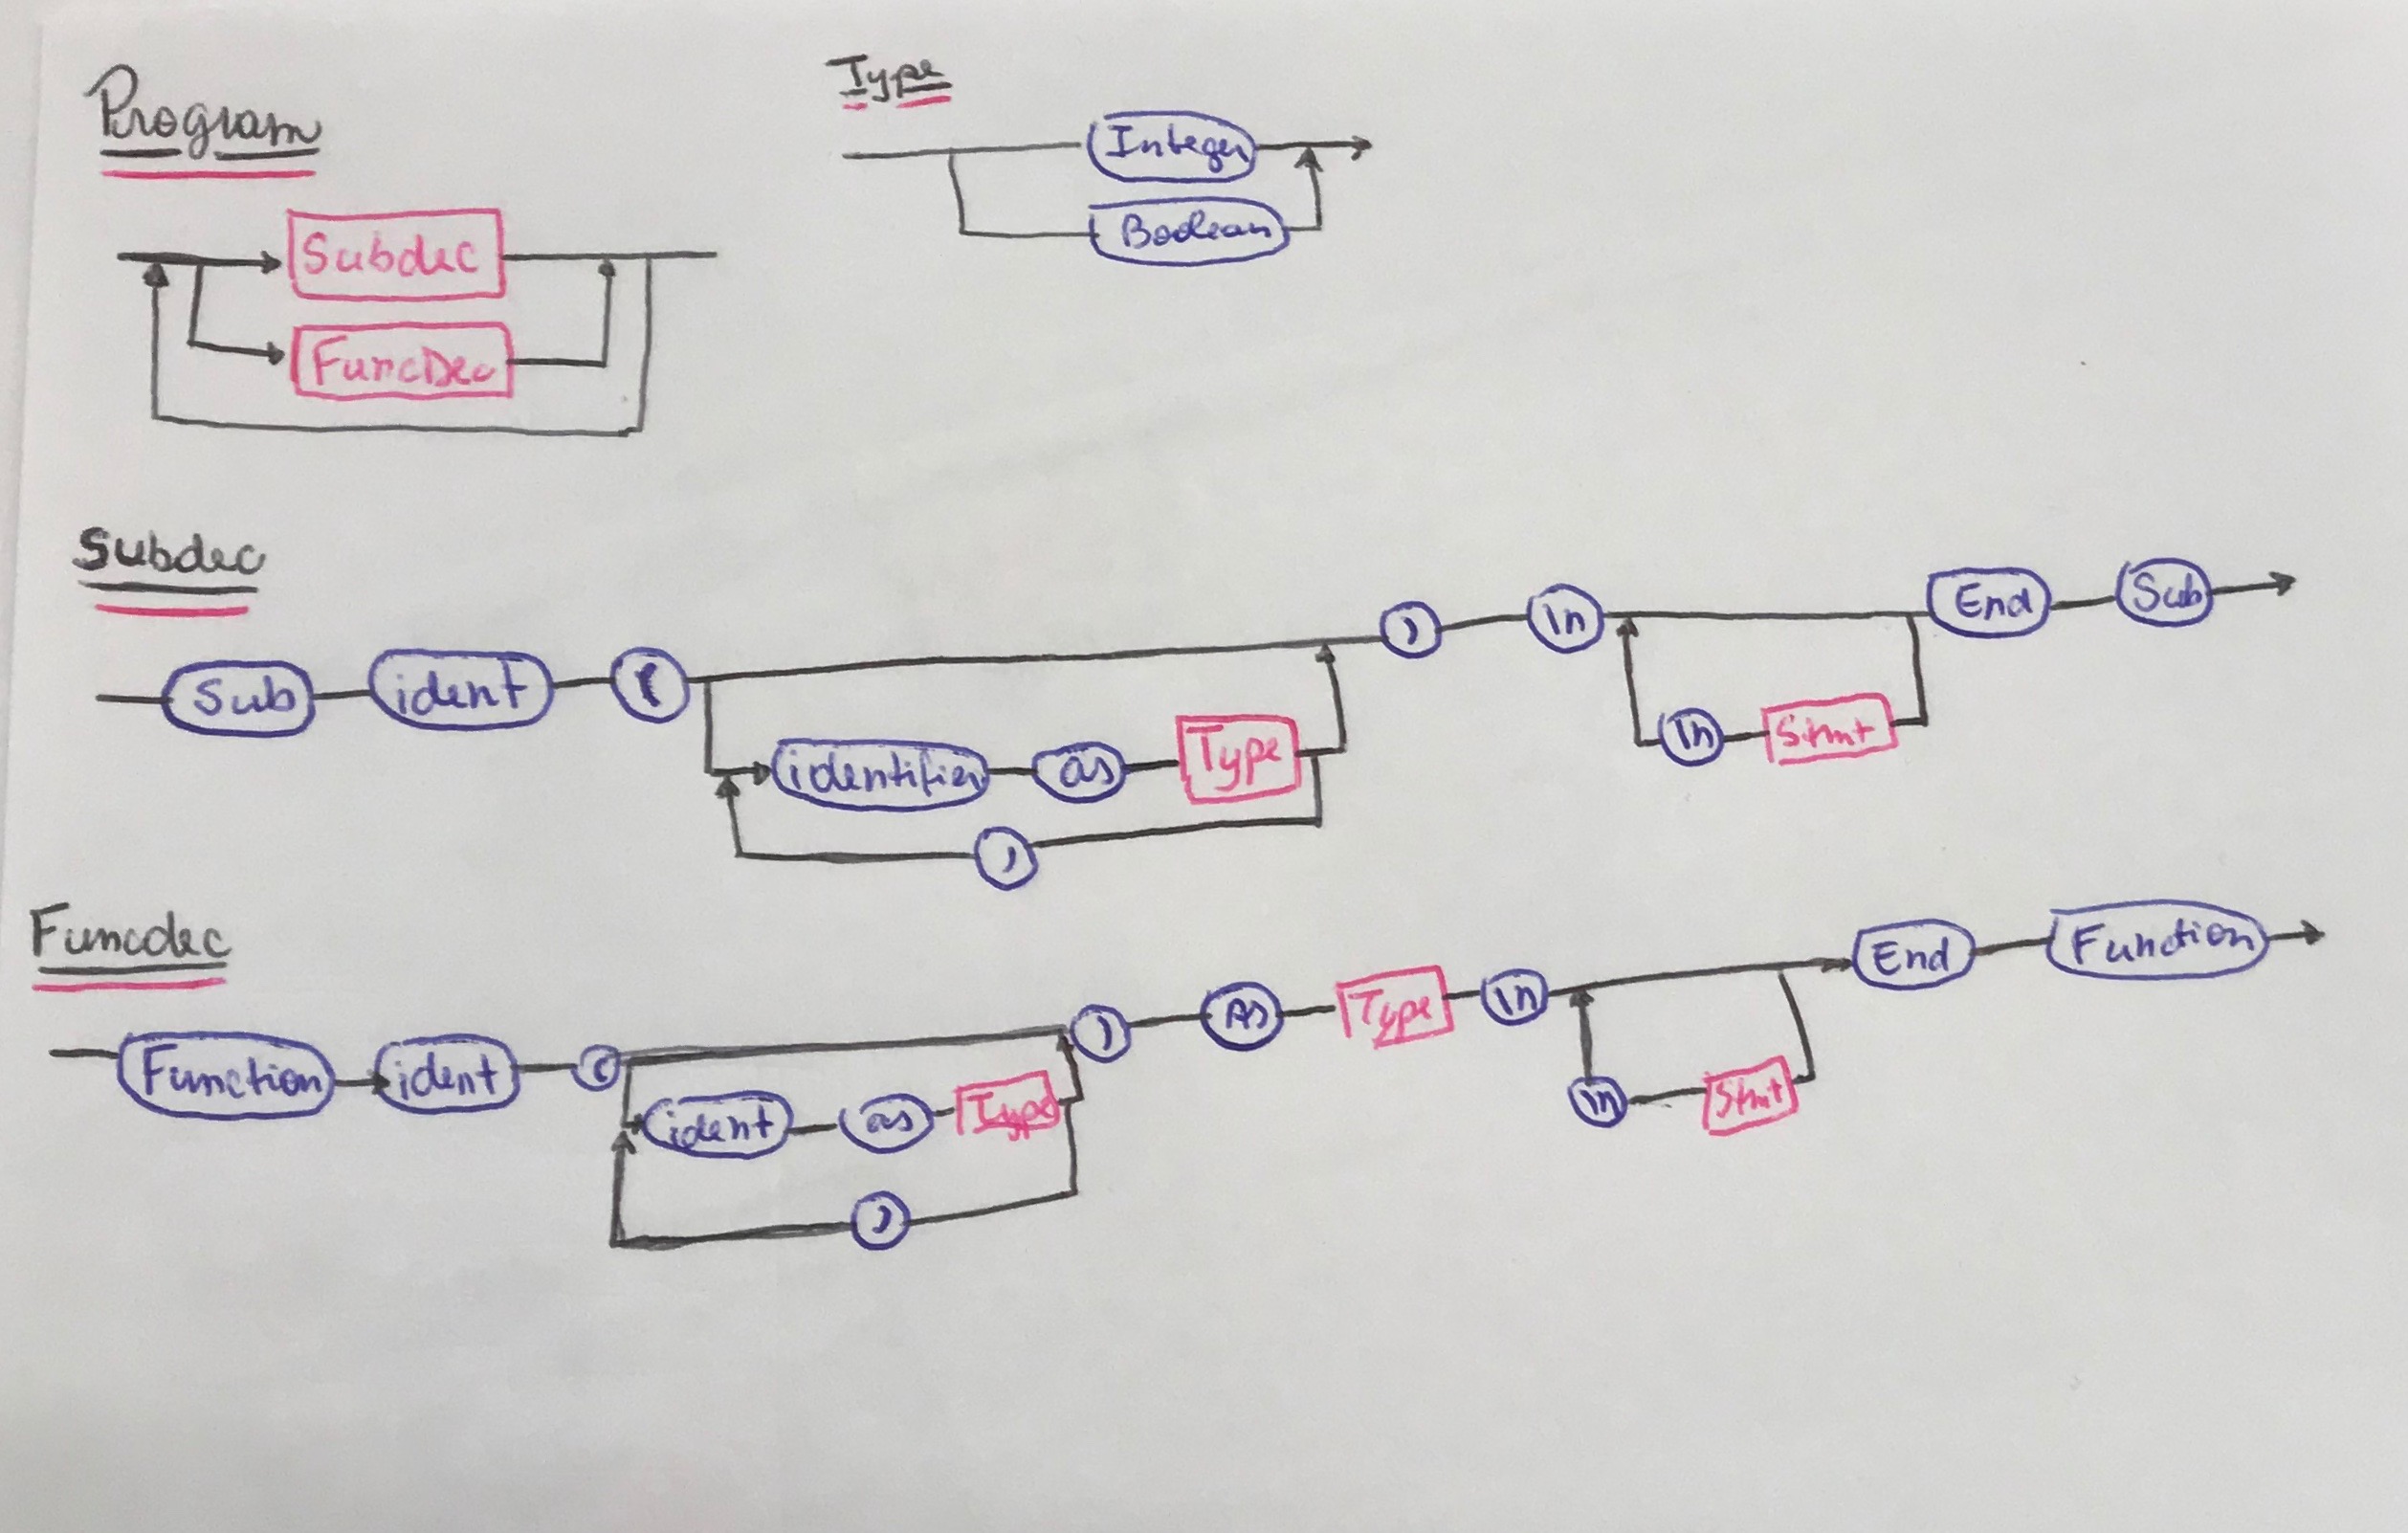 Program
Type
Integer
Boolean
Subdec
FuncDec
Subdec
Sub ident ( ) \n End Sub
identifier as Type \n Stmt
,
Funcdec
Function ident ( ) As Type \n End Function
ident as Type \n Stmt
,